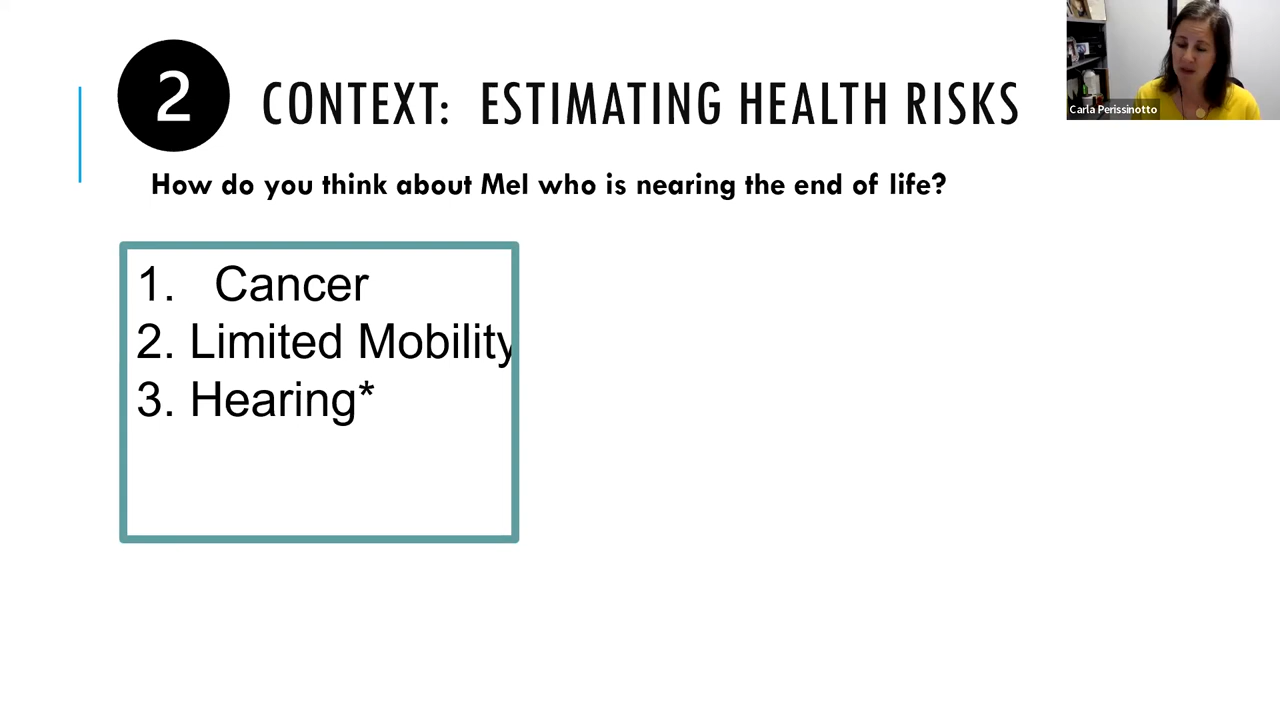 2
CONTEXT: ESTIMATING HEALTH RISKS
Carla Perissinotto
How do you think about Mel who is nearing the end of life?
1. Cancer
2. Limited Mobility
3. Hearing*